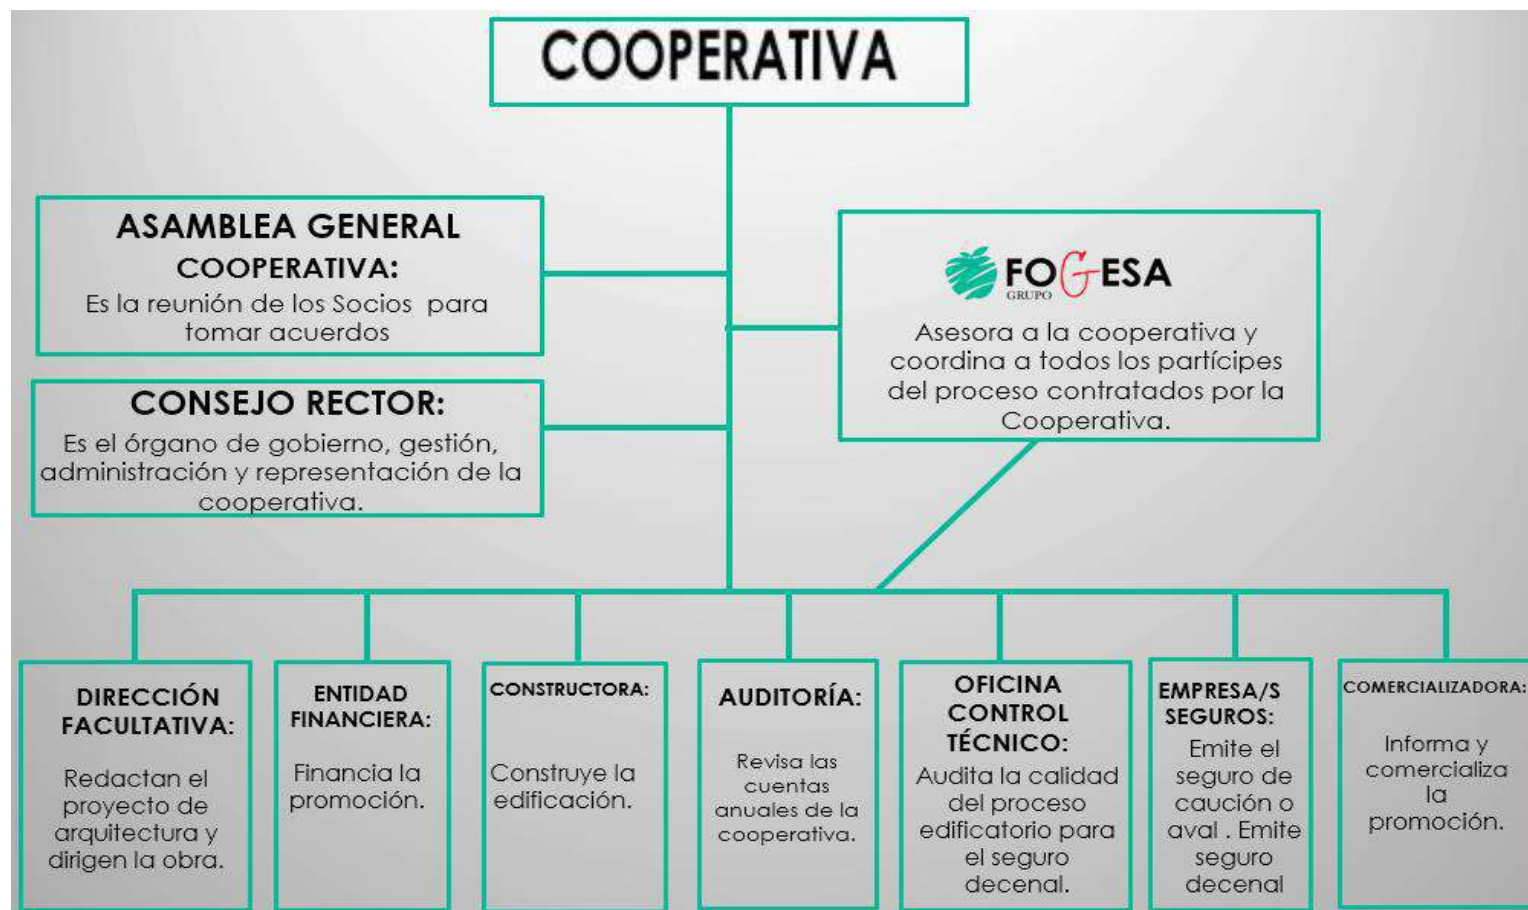 COOPERATIVA
ASAMBLEA GENERAL
COOPERATIVA:
Es la reunión de los Socios para
tomar acuerdos
FOGESA
GRUPO
Asesora a la cooperativa y
coordina a todos los partícipes
del proceso contratados por la
Cooperativa.
CONSEJO RECTOR:
Es el órgano de gobierno, gestión,
administración y representación de la
cooperativa.
DIRECCIÓN
FACULTATIVA:
Redactan el
proyecto de
arquitectura y
dirigen la obra.
ENTIDAD
FINANCIERA:
Financia la
promoción.
CONSTRUCTORA:
Construye la
edificación.
AUDITORÍA:
Revisa las
cuentas
anuales de la
cooperativa.
OFICINA
CONTROL
TÉCNICO:
Audita la calidad
del proceso
edificatorio para
el seguro
decenal.
EMPRESA/S
SEGUROS:
Emite el
seguro de
caución o
aval . Emite
seguro
decenal
COMERCIALIZADORA:
Informa y
comercializa
la
promoción.